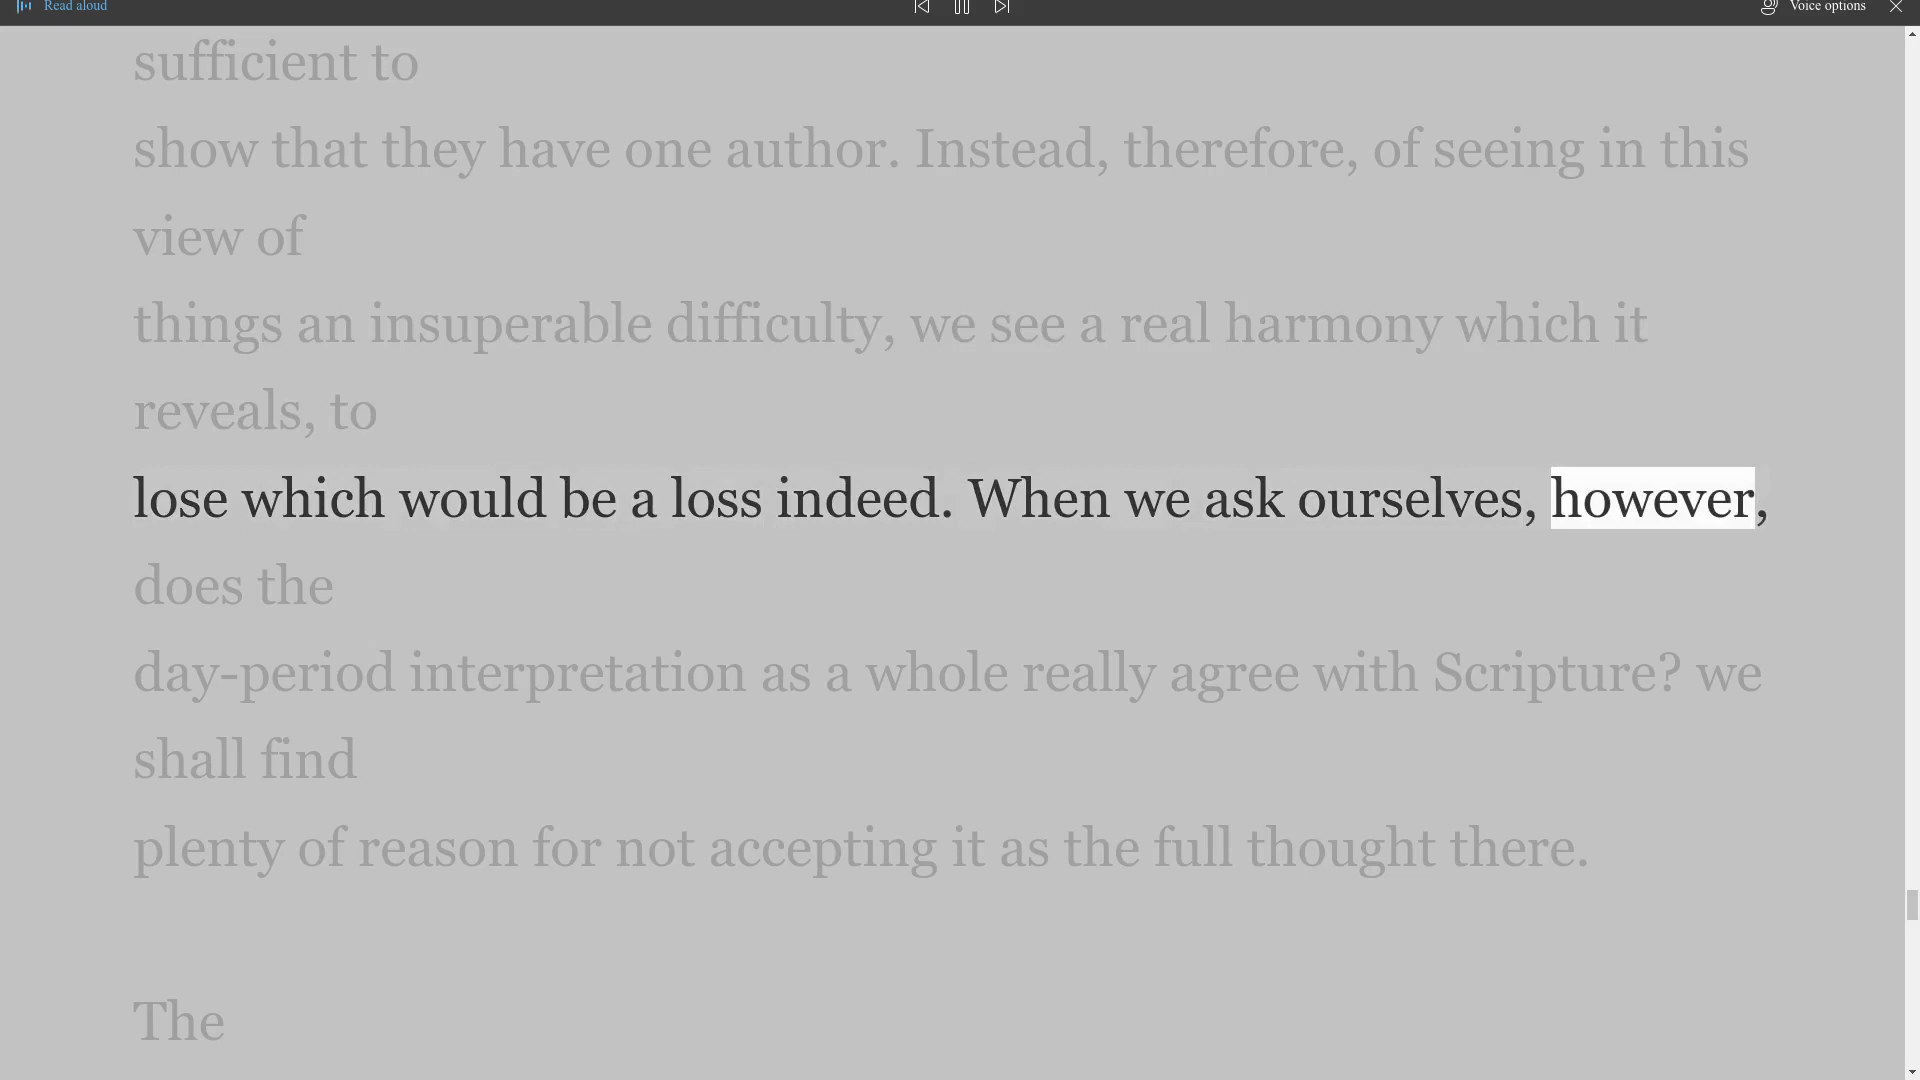 Read aloud
Voice options
sufficient to
show that they have one author. Instead, therefore, of seeing in this
view of
things an insuperable difficulty, we see a real harmony which it
reveals, to
lose which would be a loss indeed. When we ask ourselves, however,
does the
day-period interpretation as a whole really agree with Scripture? we
shall find
plenty of reason for not accepting it as the full thought there.
The